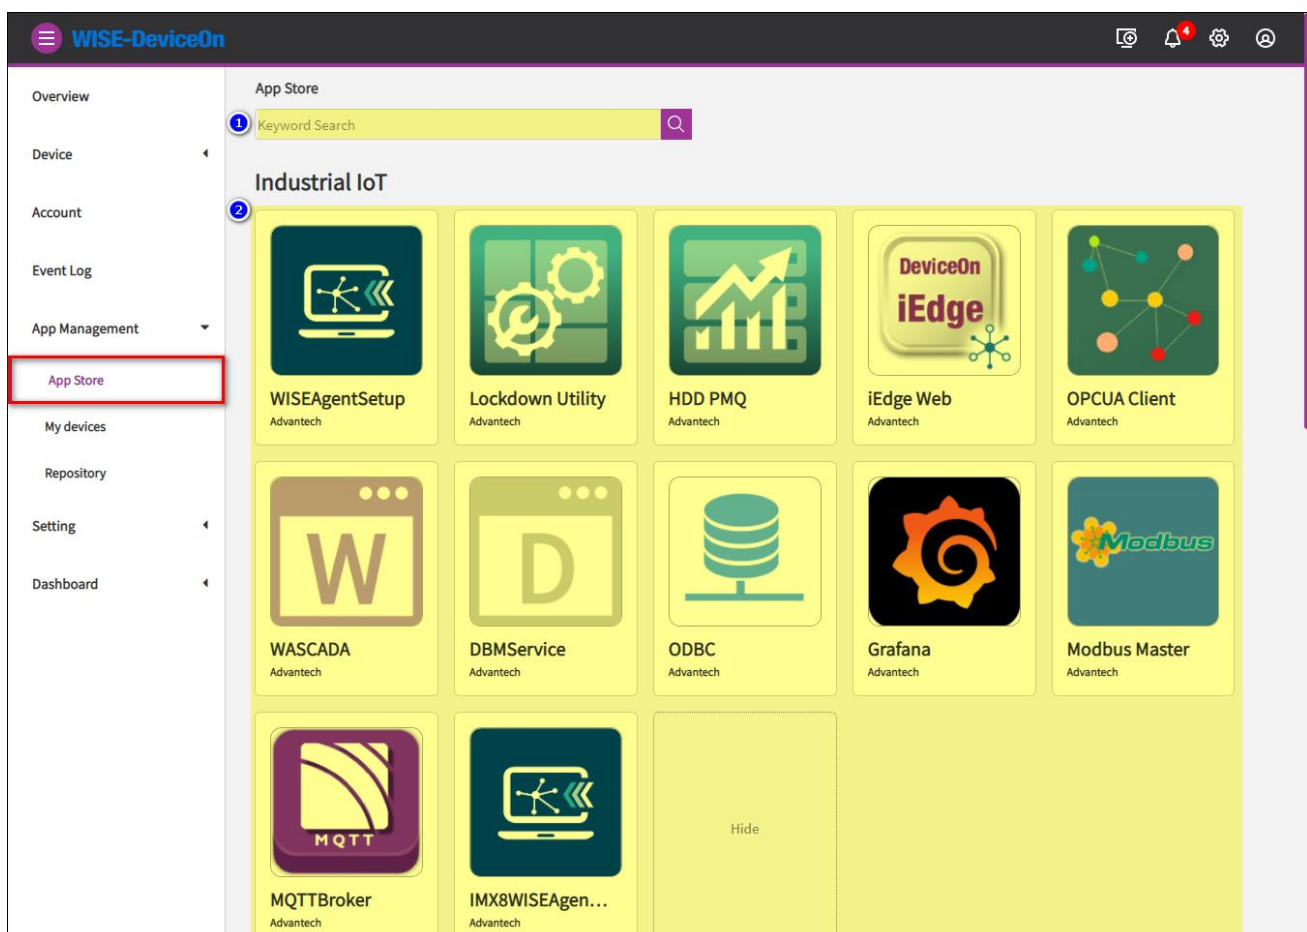 WISE-DeviceOn
4
Overview
Device
Account
Event Log
App Management
App Store
My devices
Repository
Setting
Dashboard
App Store
1
Keyword Search
Industrial IoT
2
DeviceOn
iEdge
WISEAgentSetup
Advantech
Lockdown Utility
Advantech
HDD PMQ
Advantech
iEdge Web
Advantech
OPCUA Client
Advantech
W
D
Modbus
WASCADA
Advantech
DBMService
Advantech
ODBC
Advantech
Grafana
Advantech
Modbus Master
Advantech
MQTT
Hide
MQTTBroker
Advantech
IMX8WISEAgen...
Advantech